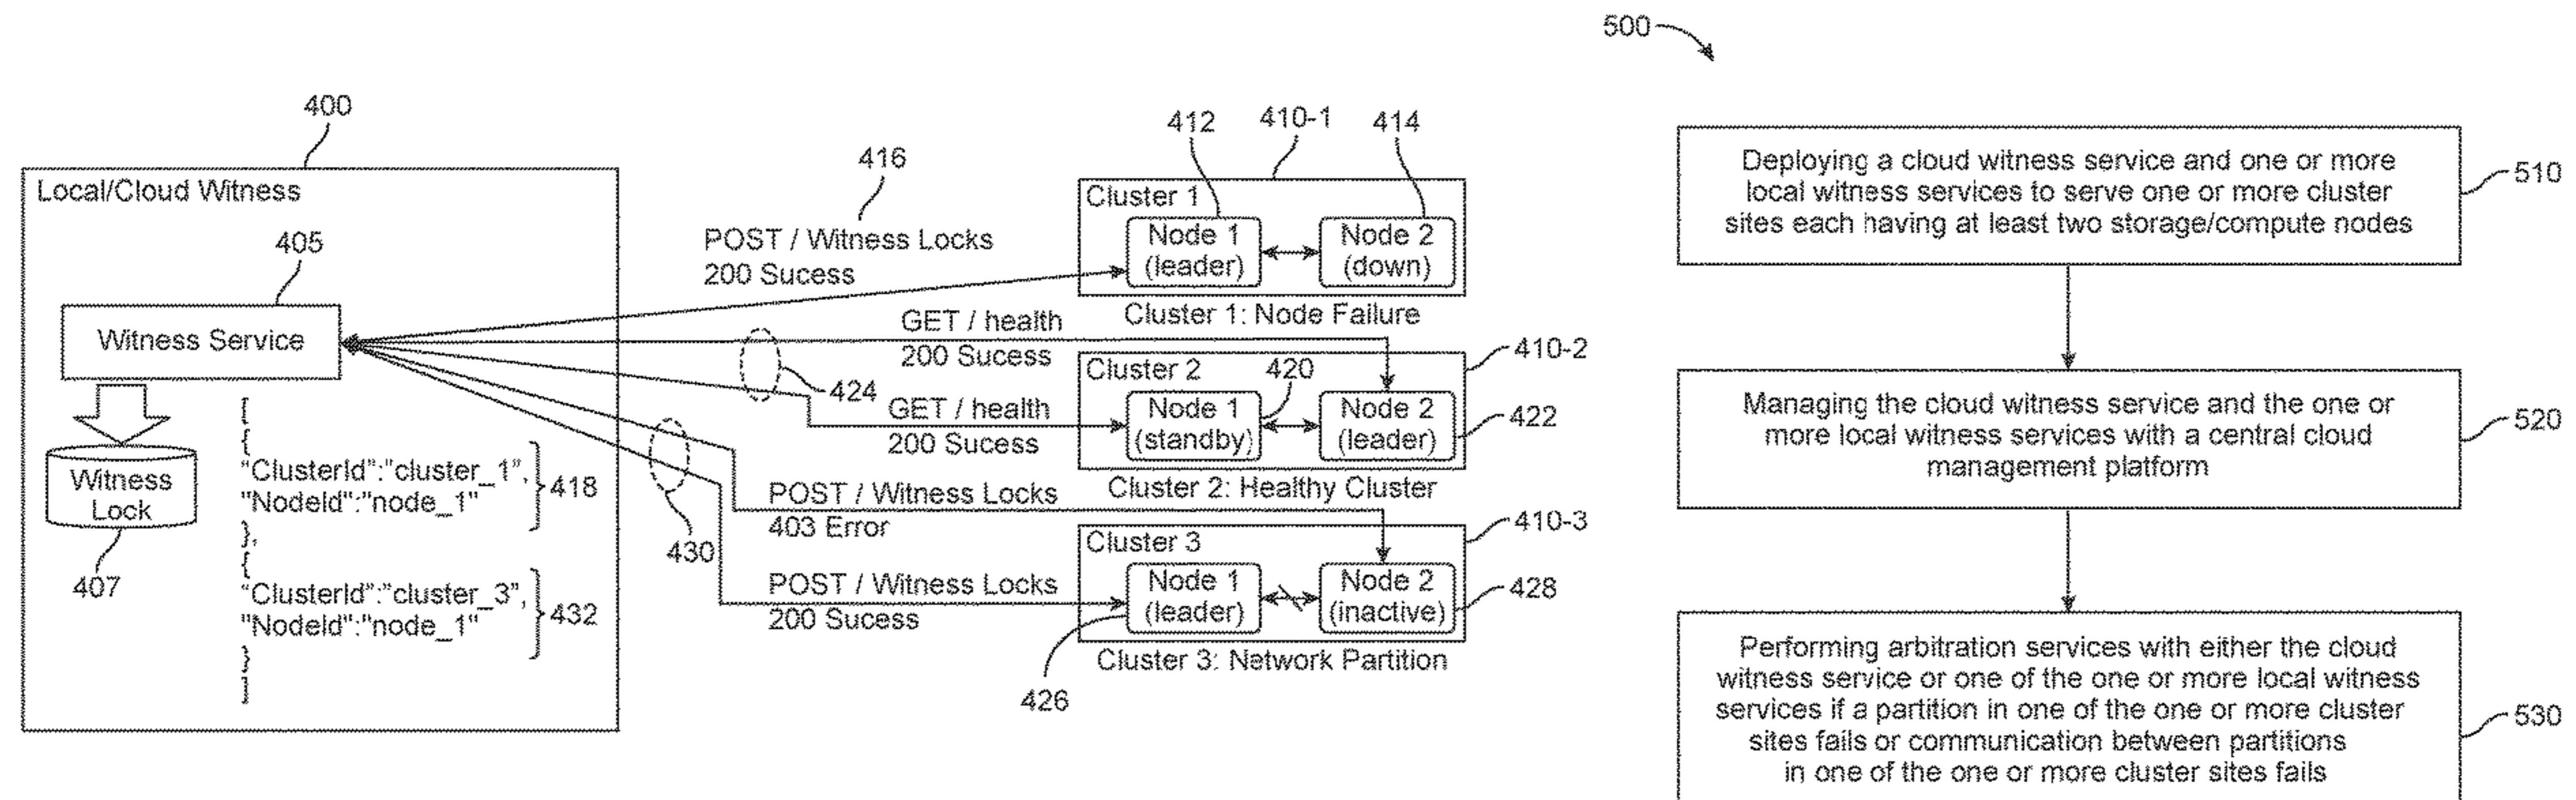 400
Local/Cloud Witness
405
Witness Service
Witness
Lock
407
[
{
"ClusterId":"cluster_1",
"NodeId":"node_1"
418
},
{
"ClusterId":"cluster_3",
"NodeId":"node_1"
432
}
]
416
POST / Witness Locks
200 Sucess
GET / health
200 Sucess
424
GET / health
200 Sucess
430
POST / Witness Locks
403 Error
POST / Witness Locks
200 Sucess
412
410-1
414
Cluster 1
Node 1
(leader)
Node 2
(down)
Cluster 1: Node Failure
410-2
Cluster 2
420
Node 1
(standby)
Node 2
(leader)
422
Cluster 2: Healthy Cluster
410-3
Cluster 3
Node 1
(leader)
Node 2
(inactive)
428
Cluster 3: Network Partition
426
500
Deploying a cloud witness service and one or more
local witness services to serve one or more cluster
sites each having at least two storage/compute nodes
510
Managing the cloud witness service and the one or
more local witness services with a central cloud
management platform
520
Performing arbitration services with either the cloud
witness service or one of the one or more local witness
services if a partition in one of the one or more cluster
sites fails or communication between partitions
in one of the one or more cluster sites fails
530